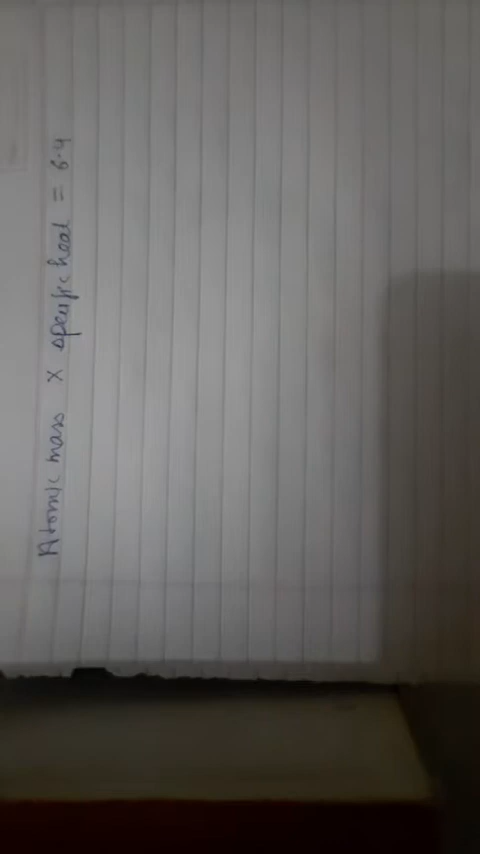 Atomic mass × specific heat = 6.4